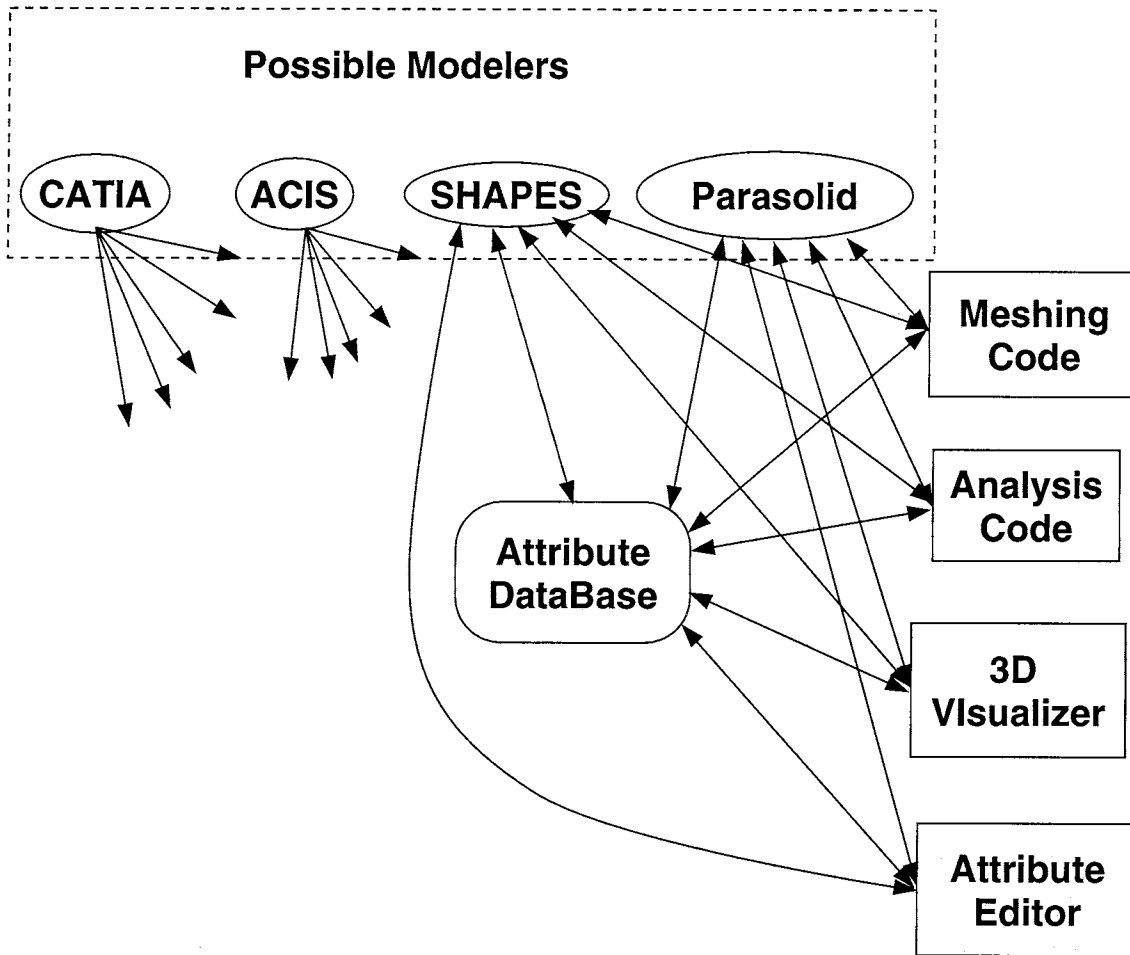 Possible Modelers
CATIA
ACIS
SHAPES
Parasolid
Meshing
Code
Analysis
Code
Attribute
DataBase
3D
VIsualizer
Attribute
Editor